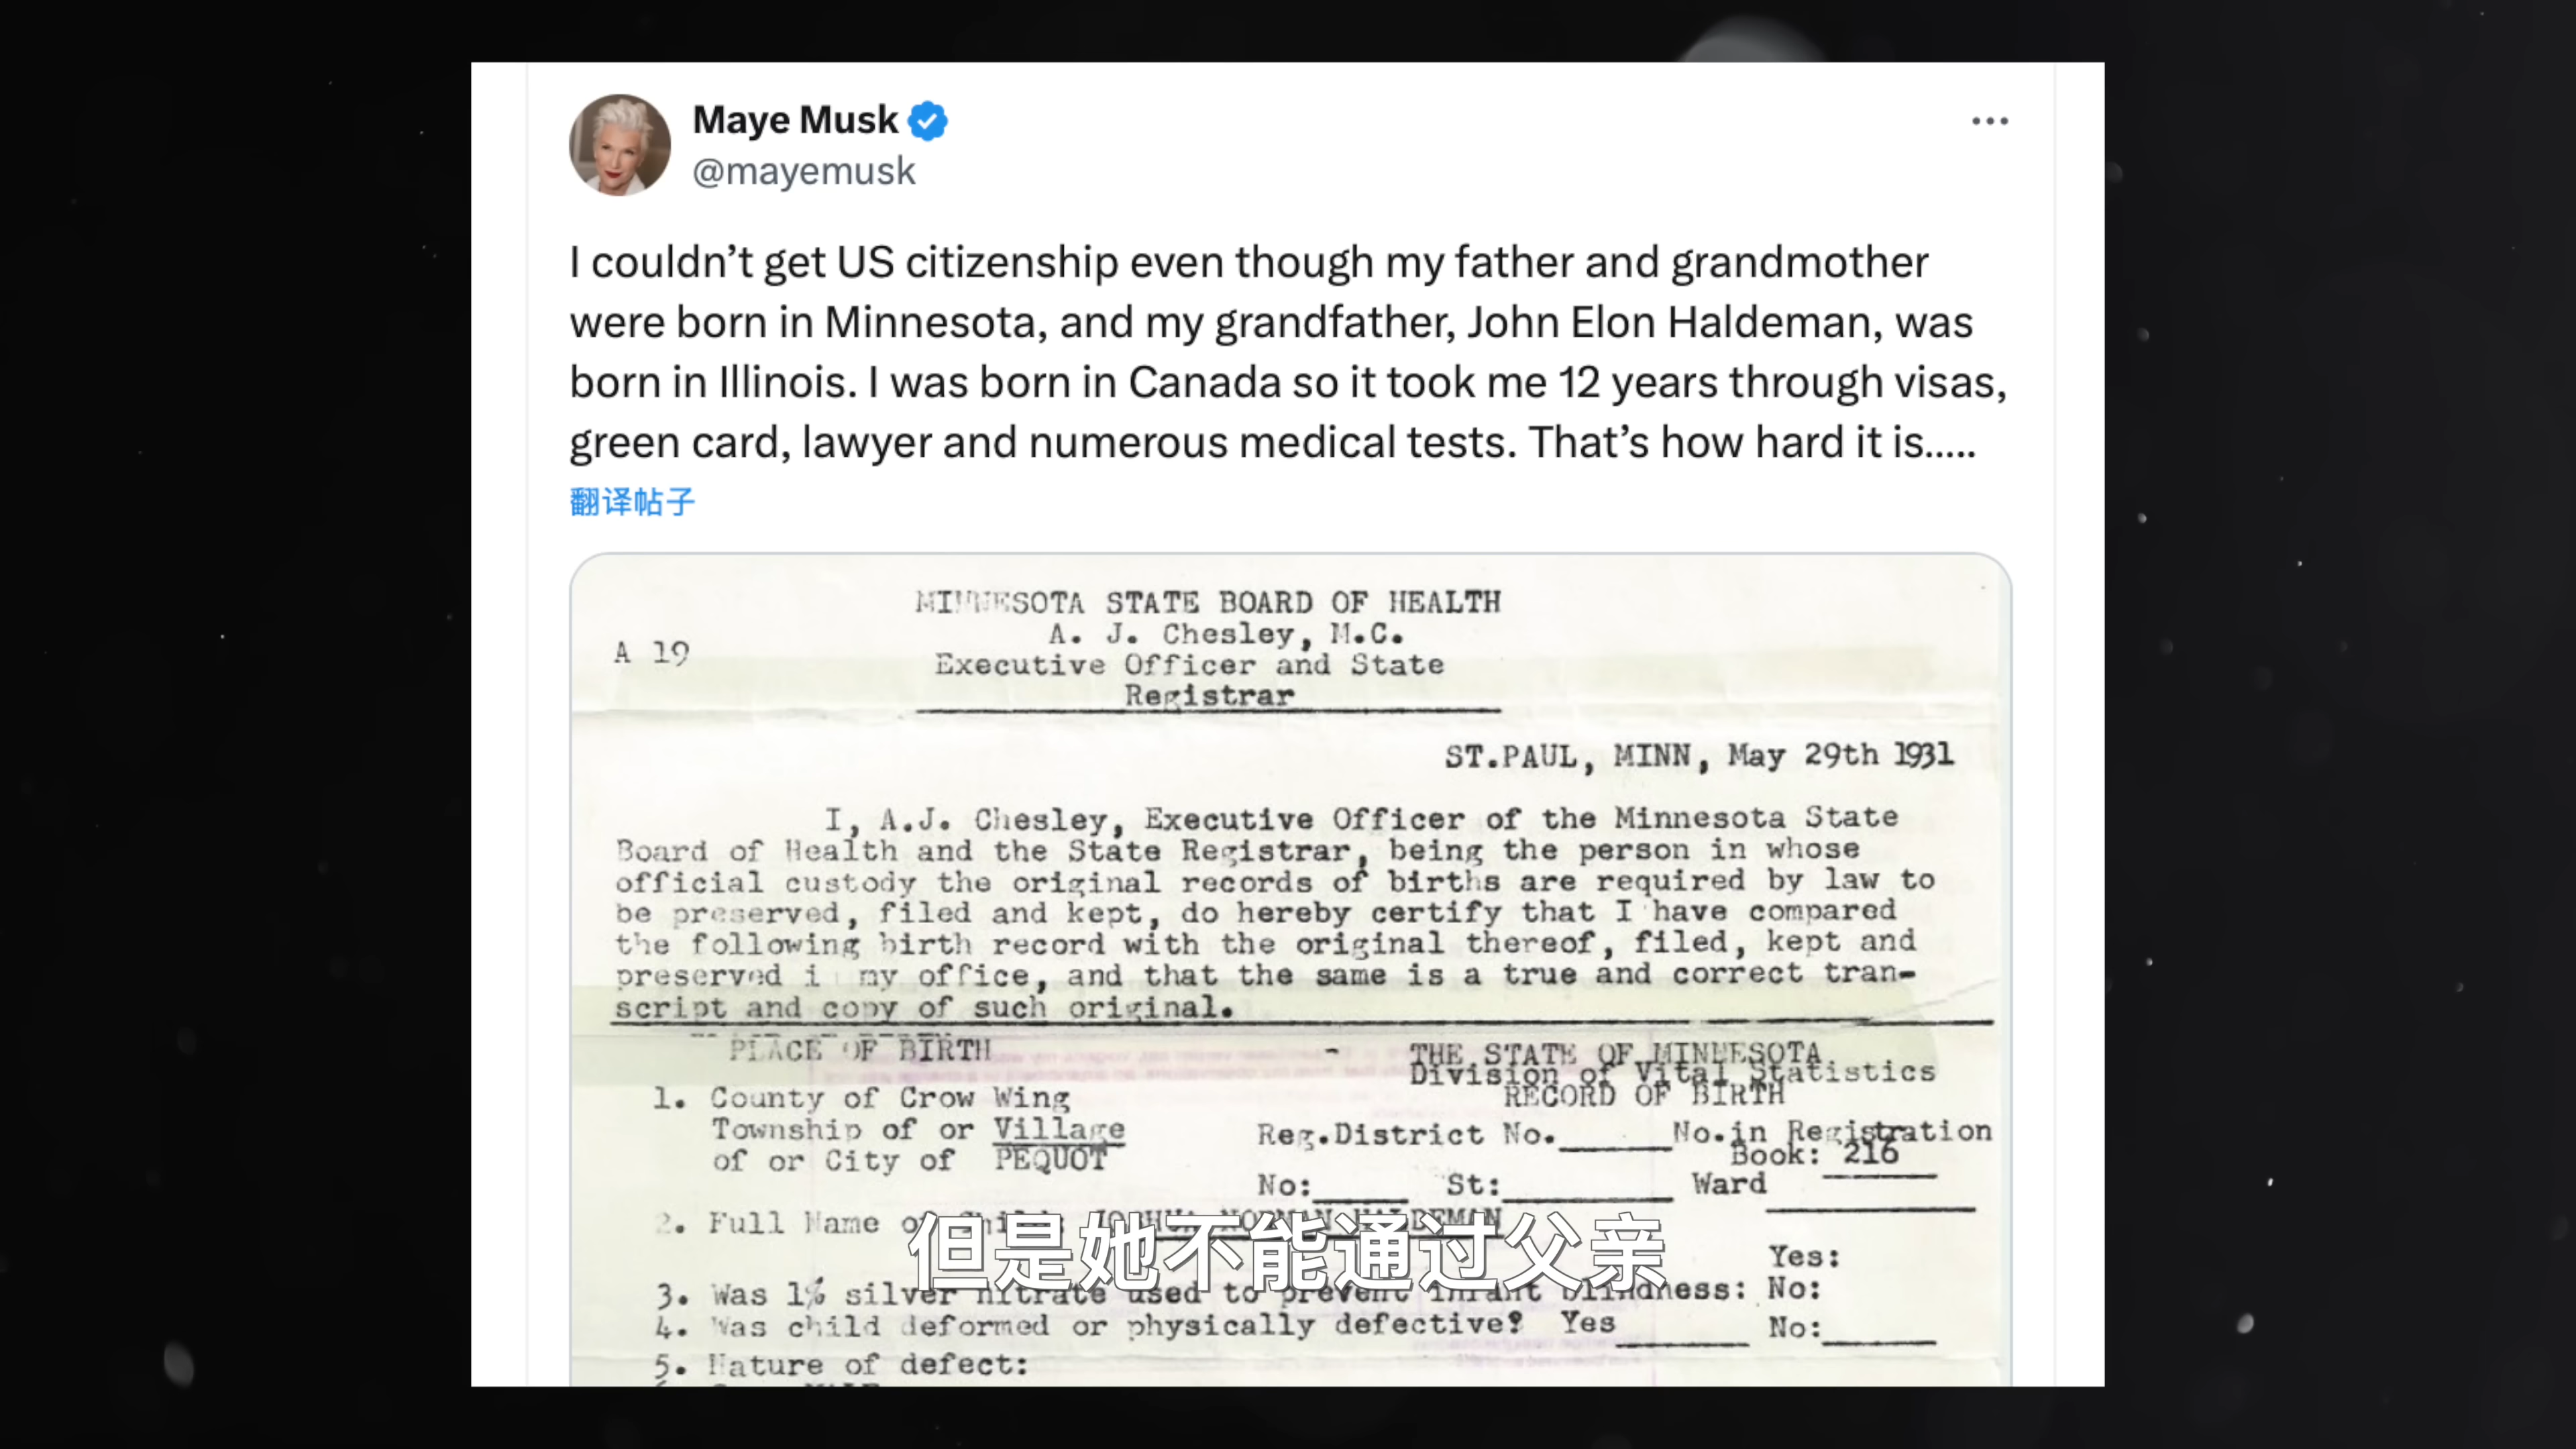 Maye Musk
@mayemusk
I couldn’t get US citizenship even though my father and grandmother
were born in Minnesota, and my grandfather, John Elon Haldeman, was
born in Illinois. I was born in Canada so it took me 12 years through visas,
green card, lawyer and numerous medical tests. That’s how hard it is.....
翻译帖子
MINNESOTA STATE BOARD OF HEALTH
A. J. Chesley, M.C.
A 19
Executive Officer and State
Registrar
ST.PAUL, MINN, May 29th 1931
I, A.J. Chesley, Executive Officer of the Minnesota State
Board of Health and the State Registrar, being the person in whose
official custody the original records of births are required by law to
be preserved, filed and kept, do hereby certify that I have compared
the following birth record with the original thereof, filed, kept and
preserved i my office, and that the same is a true and correct tran-
script and copy of such original.
PLACE OF BIRTH
THE STATE OF MINNESOTA
Division of Vital Statistics
RECORD OF BIRTH
1. County of Crow Wing
Township of or Village
of or City of PEQUOT
Reg.District No. No.in Registration
Book: 216
No: St: Ward
2. Full Name of Child: JOSHUA NORMAN HALDEMAN
但是她不能通过父亲
Yes:
3. Was 1% silver nitrate used to prevent infant blindness: No:
4. Was child deformed or physically defective? Yes No:
5. Nature of defect: